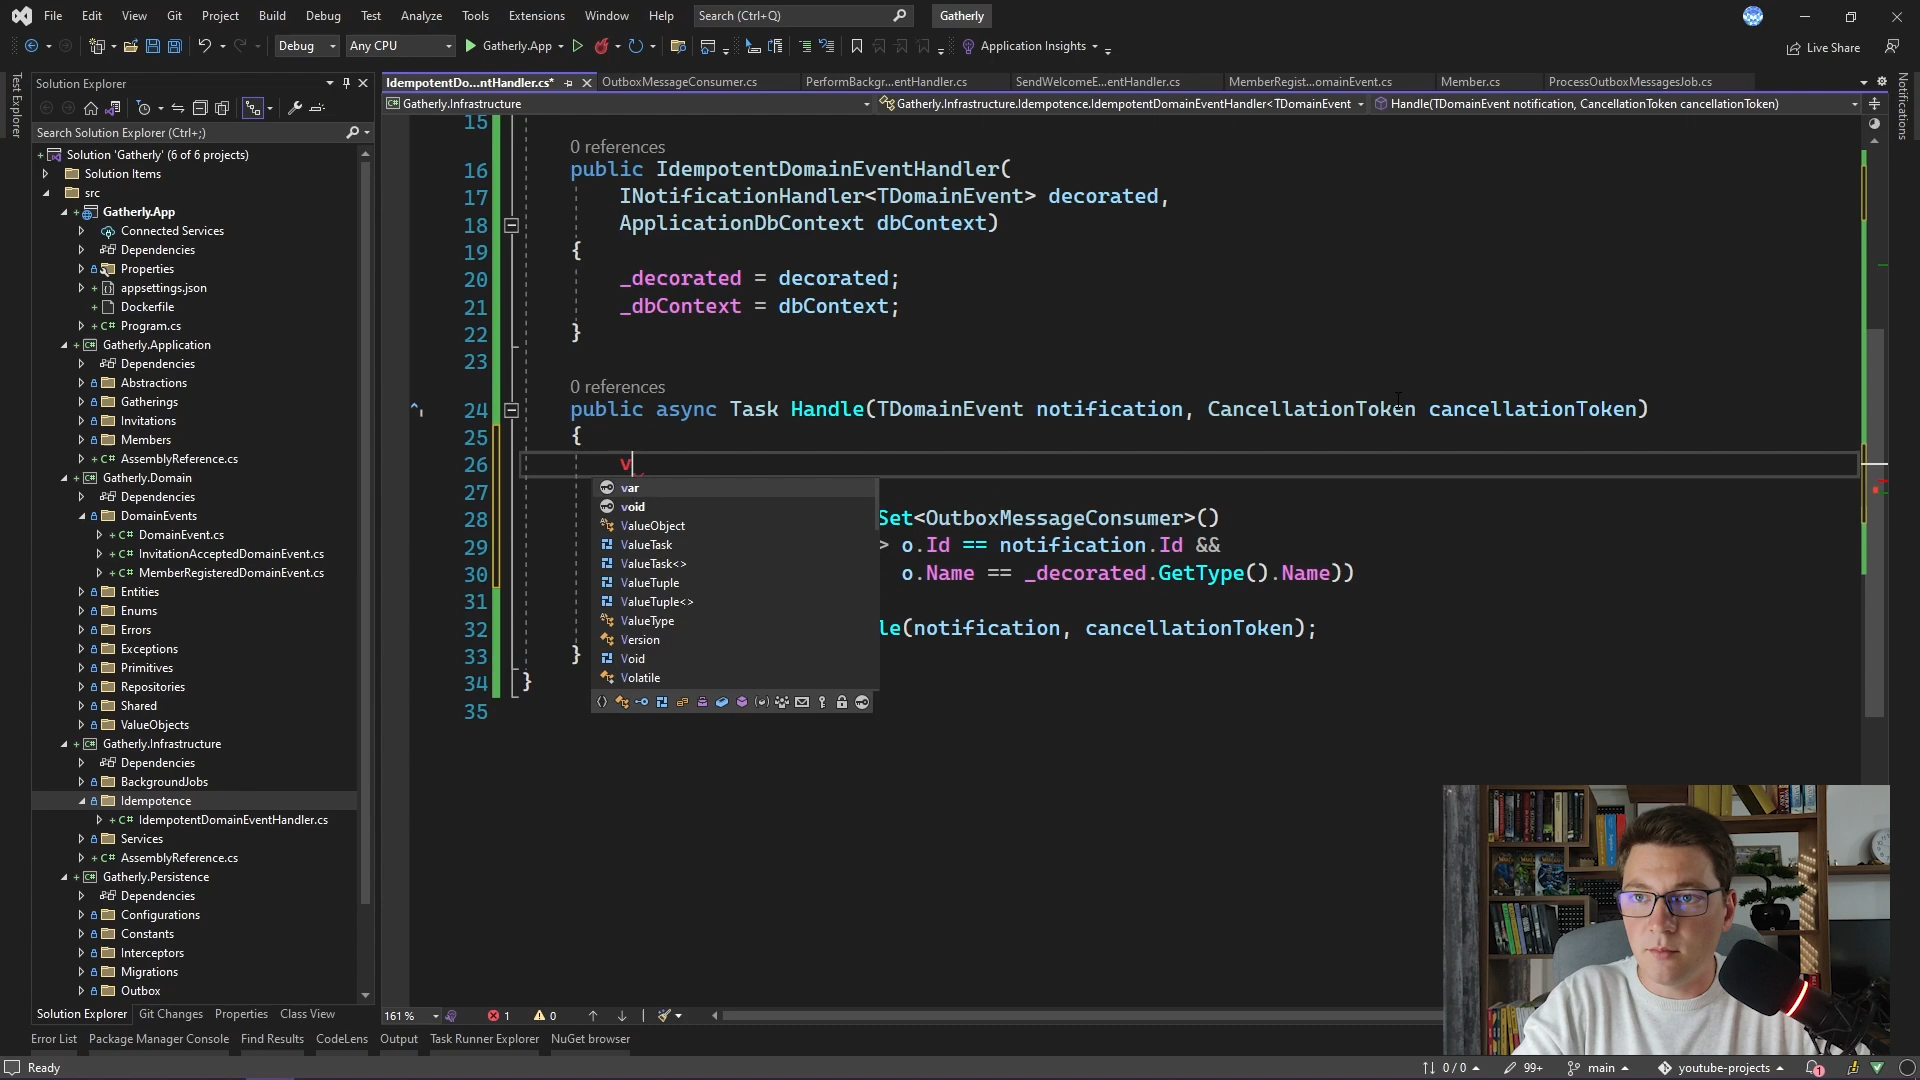 File Edit View Git Project Build Debug Test Analyze Tools Extensions Window Help Search (Ctrl+Q) Gatherly
Debug Any CPU Gatherly.App Application Insights Live Share
Test Explorer
Notifications
Solution Explorer
Search Solution Explorer (Ctrl+;)
Solution 'Gatherly' (6 of 6 projects)
Solution Items
src
Gatherly.App
Connected Services
Dependencies
Properties
appsettings.json
Dockerfile
Program.cs
Gatherly.Application
Dependencies
Abstractions
Gatherings
Invitations
Members
AssemblyReference.cs
Gatherly.Domain
Dependencies
DomainEvents
DomainEvent.cs
InvitationAcceptedDomainEvent.cs
MemberRegisteredDomainEvent.cs
Entities
Enums
Errors
Exceptions
Primitives
Repositories
Shared
ValueObjects
Gatherly.Infrastructure
Dependencies
BackgroundJobs
Idempotence
IdempotentDomainEventHandler.cs
Services
AssemblyReference.cs
Gatherly.Persistence
Dependencies
Configurations
Constants
Interceptors
Migrations
Outbox
Solution Explorer Git Changes Properties Class View
IdempotentDo...ntHandler.cs* OutboxMessageConsumer.cs PerformBackgr...entHandler.cs SendWelcomeE...entHandler.cs MemberRegist...omainEvent.cs Member.cs ProcessOutboxMessagesJob.cs
Gatherly.Infrastructure Gatherly.Infrastructure.Idempotence.IdempotentDomainEventHandler<TDomainEvent Handle(TDomainEvent notification, CancellationToken cancellationToken)
15
0 references
16 public IdempotentDomainEventHandler(
17 INotificationHandler<TDomainEvent> decorated,
18 ApplicationDbContext dbContext)
19 {
20 _decorated = decorated;
21 _dbContext = dbContext;
22 }
23
0 references
24 public async Task Handle(TDomainEvent notification, CancellationToken cancellationToken)
25 {
26 v
27
28 Set<OutboxMessageConsumer>()
29 > o.Id == notification.Id &&
30 o.Name == _decorated.GetType().Name))
31
32 le(notification, cancellationToken);
33 }
34 }
35
var
void
ValueObject
ValueTask
ValueTask<>
ValueTuple
ValueTuple<>
ValueType
Version
Void
Volatile
161 % 1 0
Error List Package Manager Console Find Results CodeLens Output Task Runner Explorer NuGet browser
Ready 0 / 0 99+ main youtube-projects 1